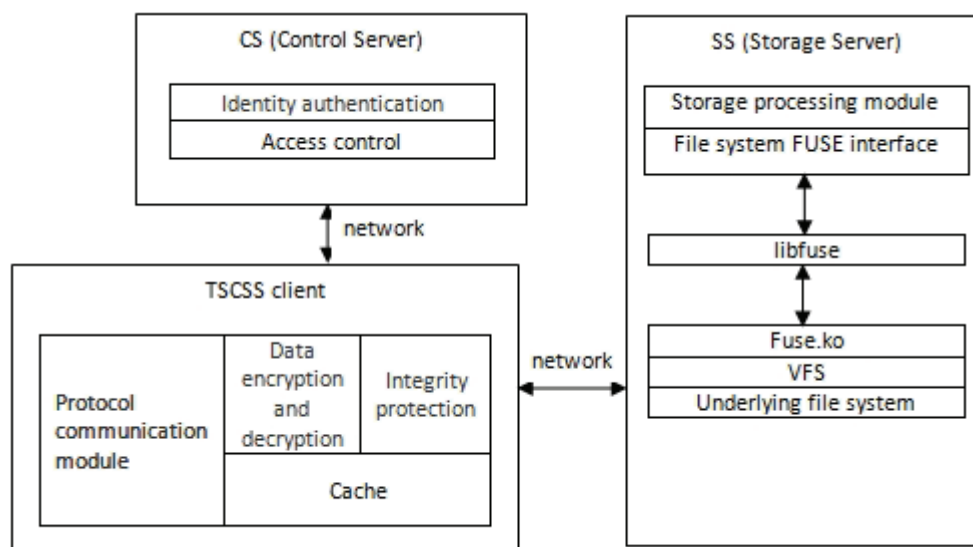 CS (Control Server)
Identity authentication
Access control
network
TSCSS client
Protocol
communication
module
Data
encryption
and
decryption
Integrity
protection
Cache
network
SS (Storage Server)
Storage processing module
File system FUSE interface
libfuse
Fuse.ko
VFS
Underlying file system